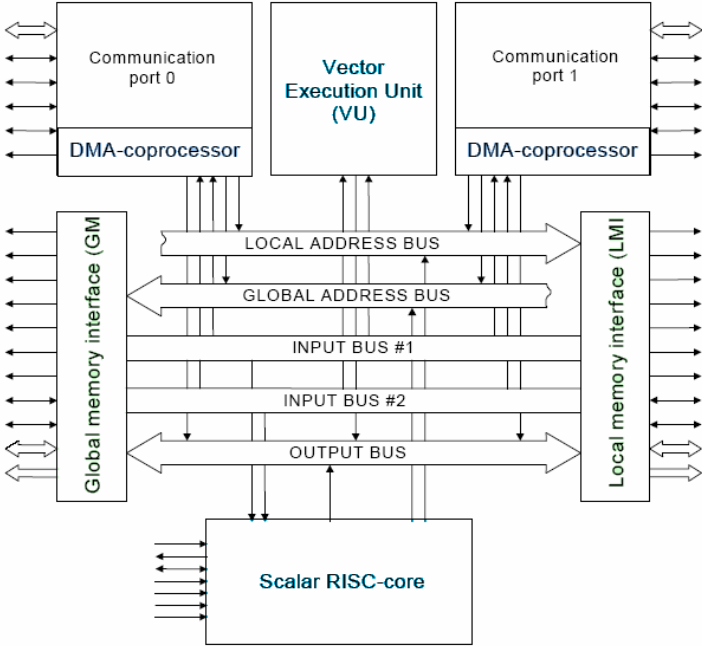 Communication
port 0
DMA-coprocessor
Vector
Execution Unit
(VU)
Communication
port 1
DMA-coprocessor
Global memory interface (GM
LOCAL ADDRESS BUS
GLOBAL ADDRESS BUS
INPUT BUS #1
INPUT BUS #2
OUTPUT BUS
Local memory interface (LMI
Scalar RISC-core